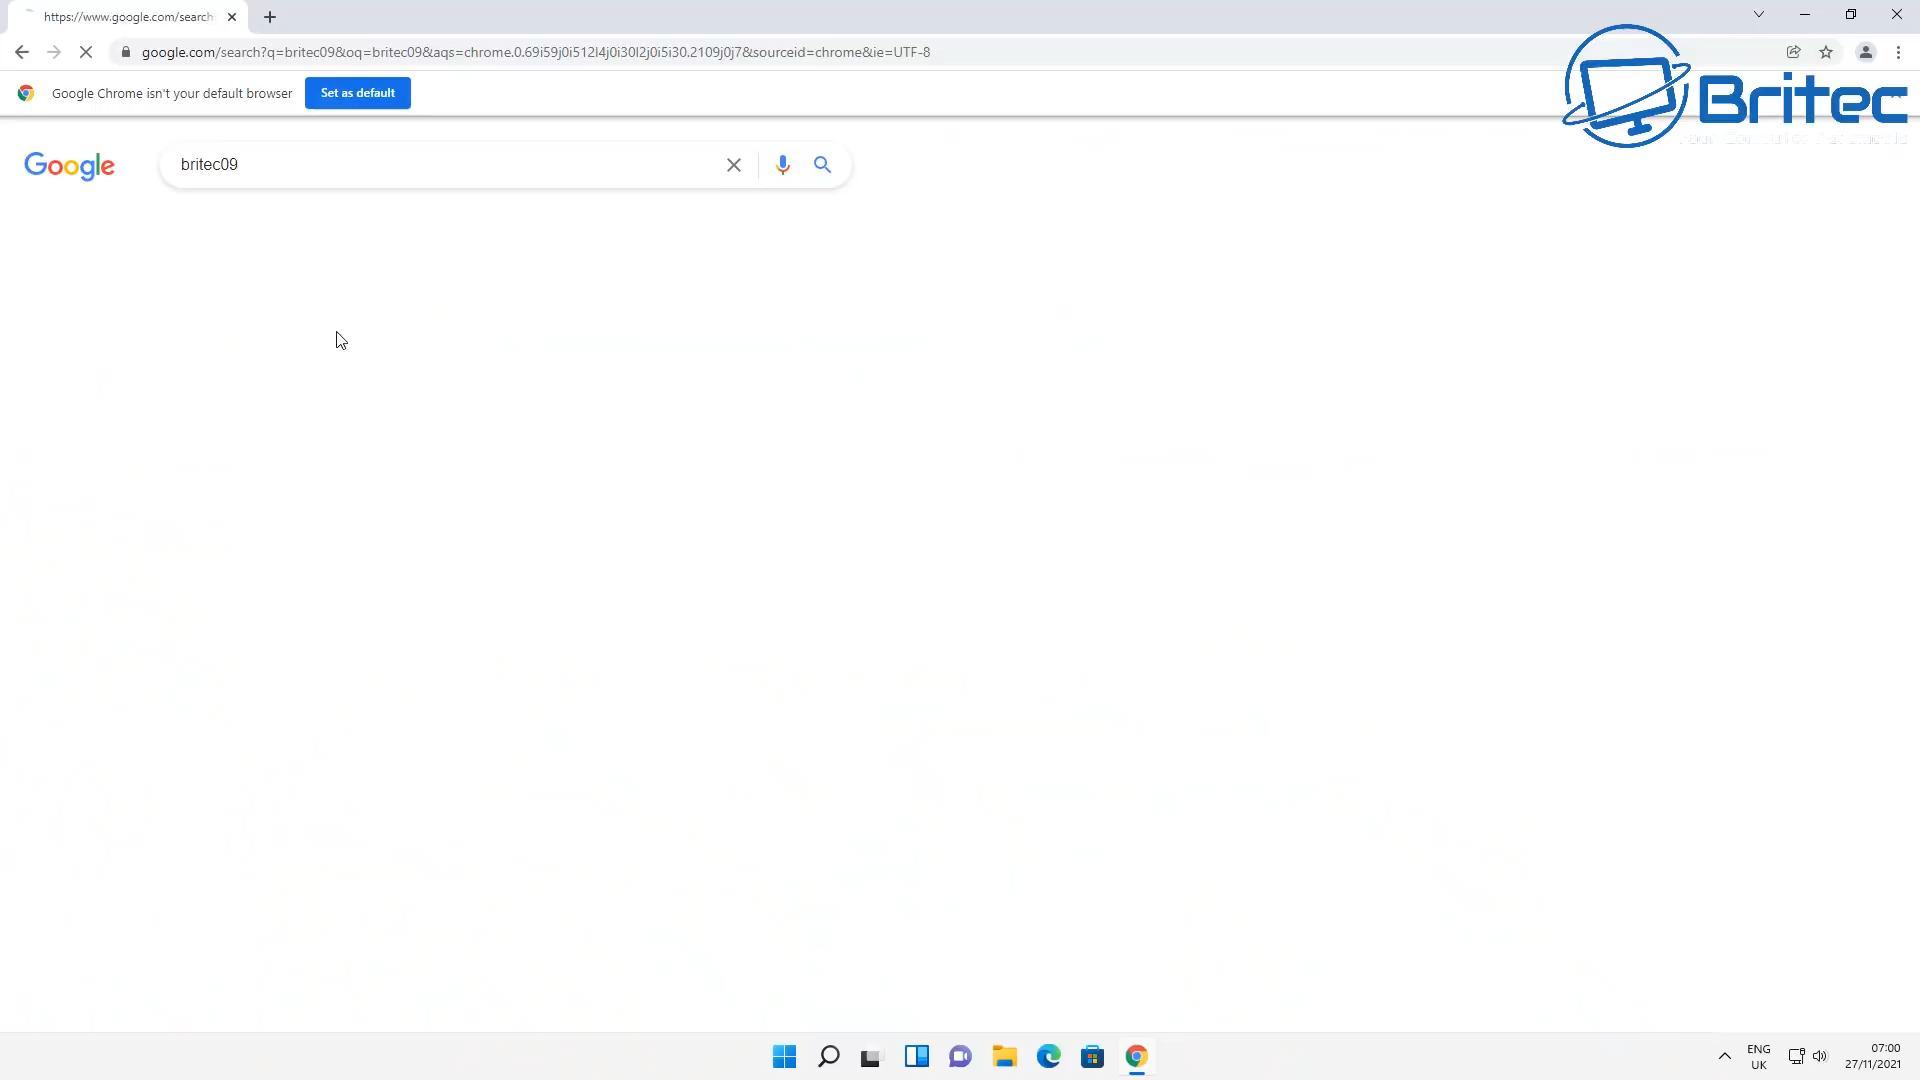 https://www.google.com/search
google.com/search?q=britec09&oq=britec09&aqs=chrome.0.69i59j0i512l4j0i30l2j0i5i30.2109j0j7&sourceid=chrome&ie=UTF-8
Google Chrome isn't your default browser
Set as default
Britec
Google
britec09
ENG
UK
07:00
27/11/2021